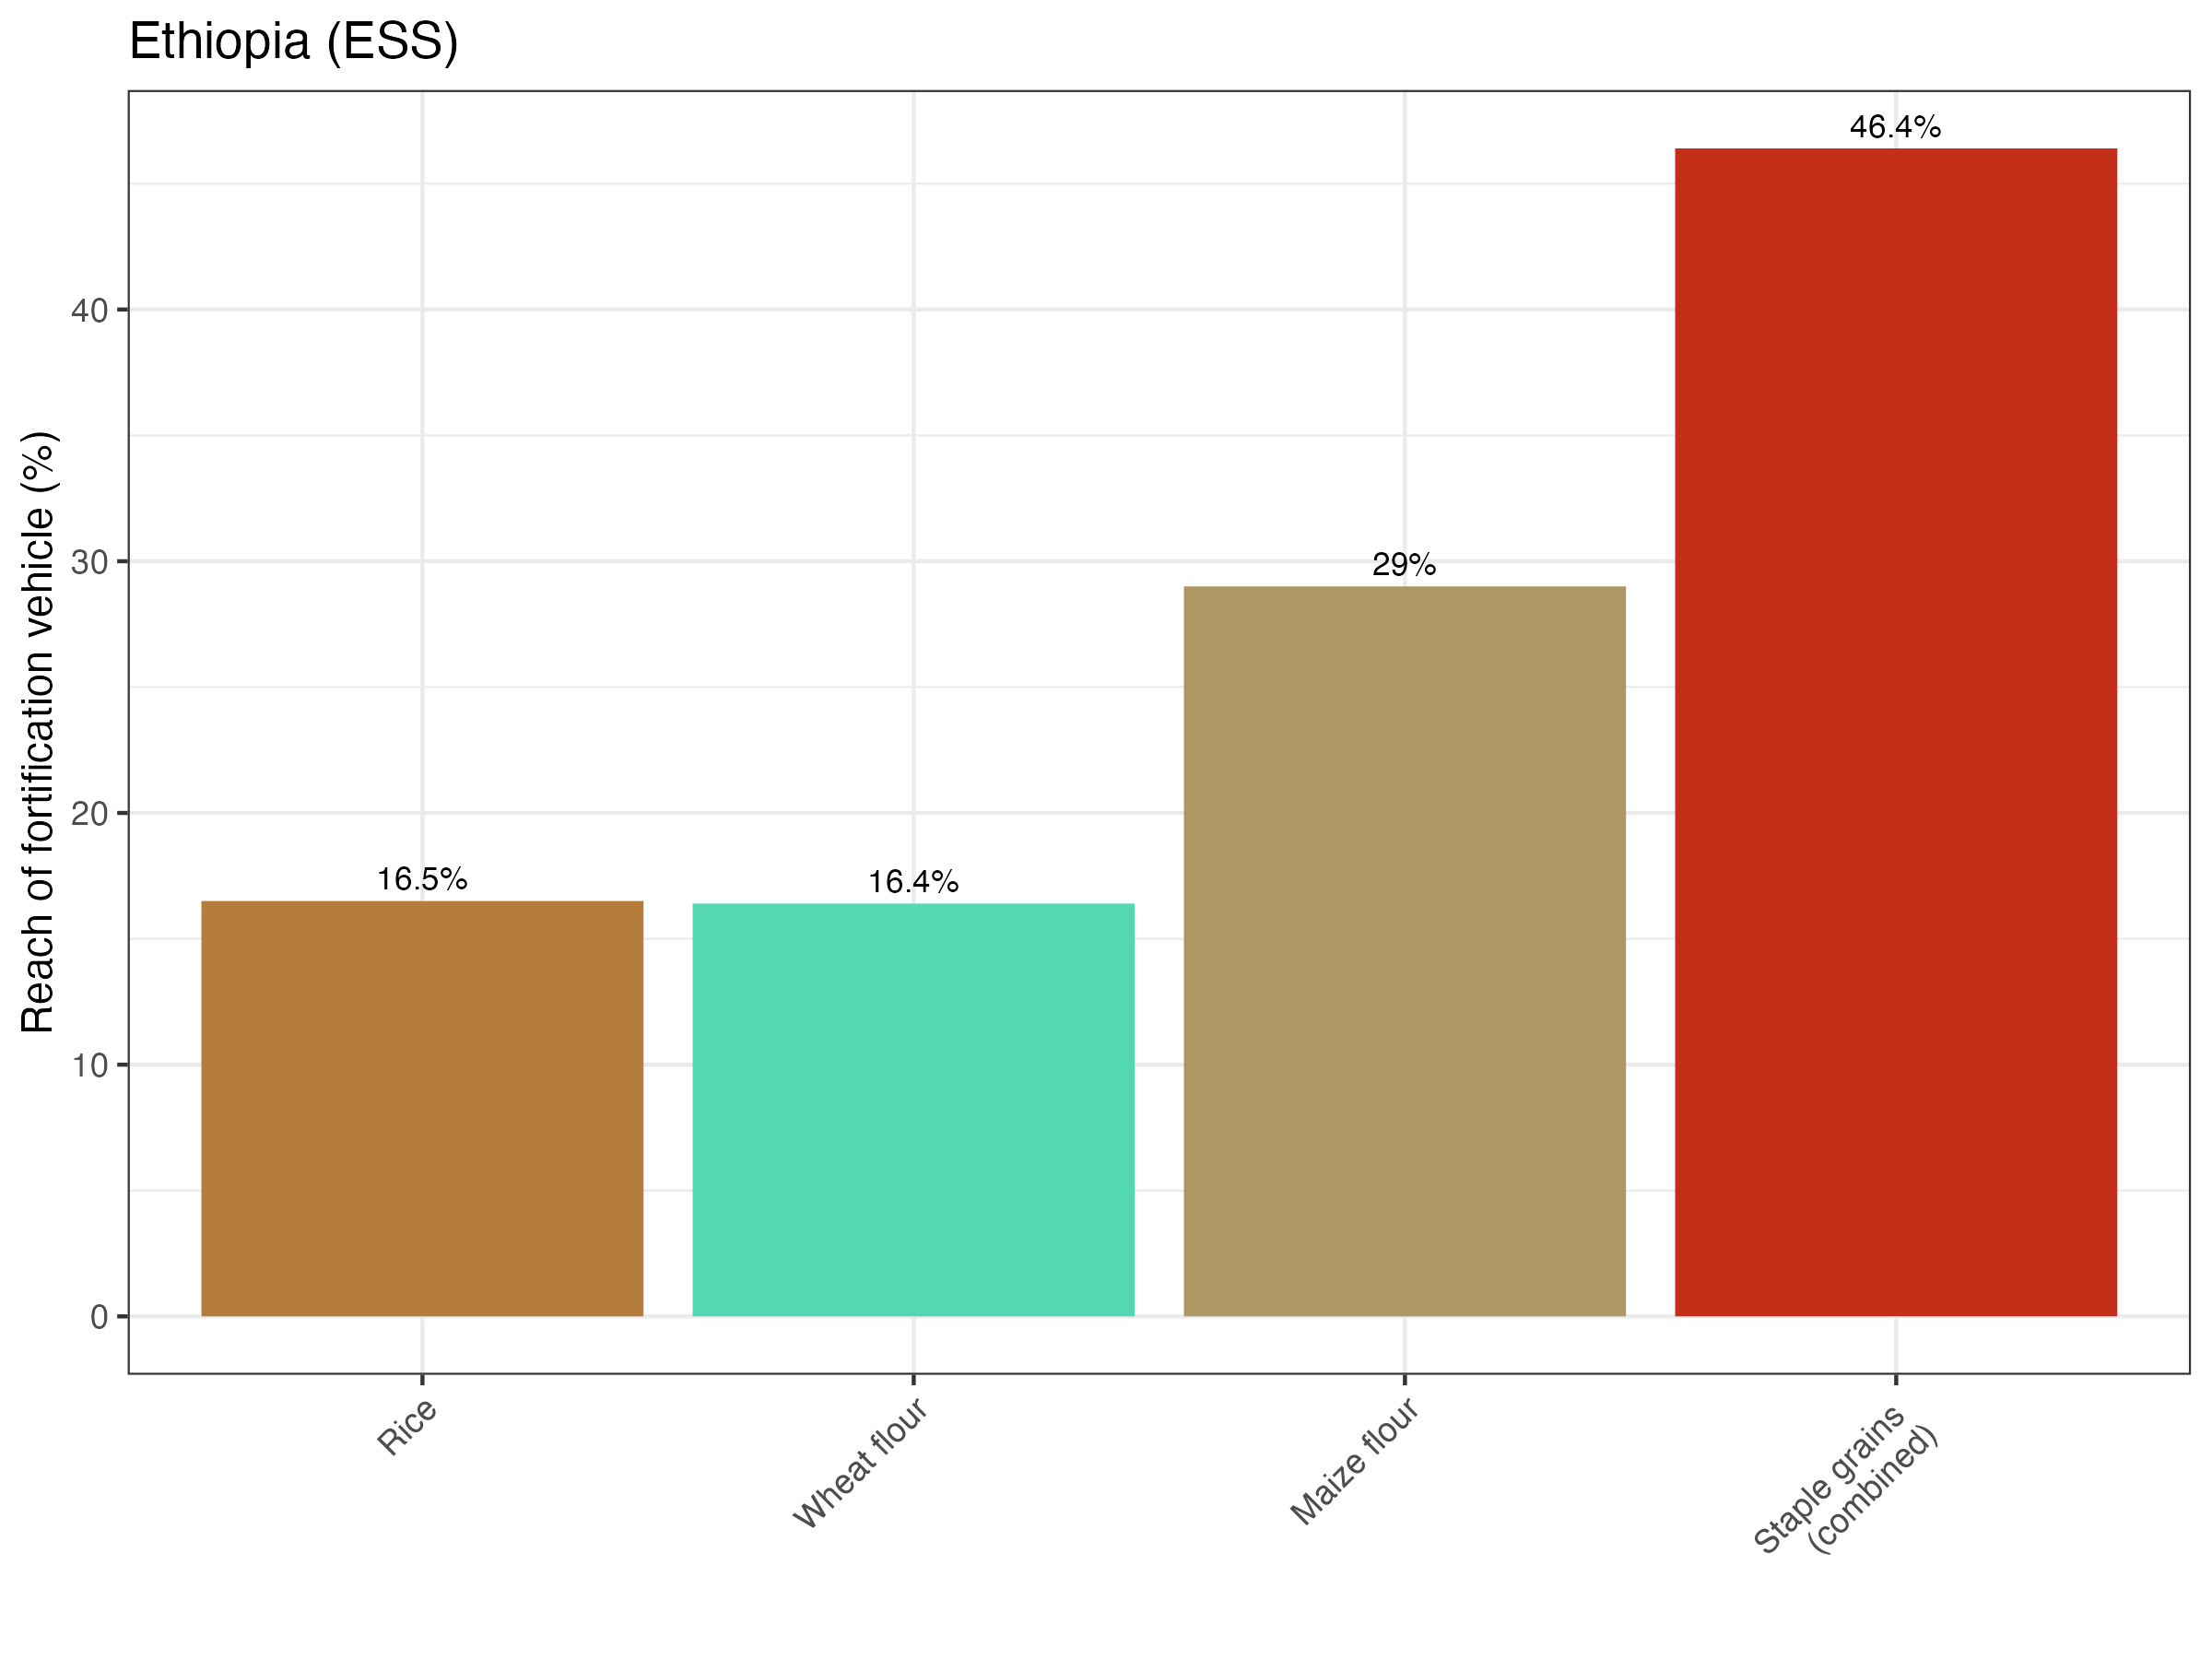 Ethiopia (ESS)
Reach of fortification vehicle (%)
40
30
20
10
0
16.5%
16.4%
29%
46.4%
Rice
Wheat flour
Maize flour
Staple grains
(combined)